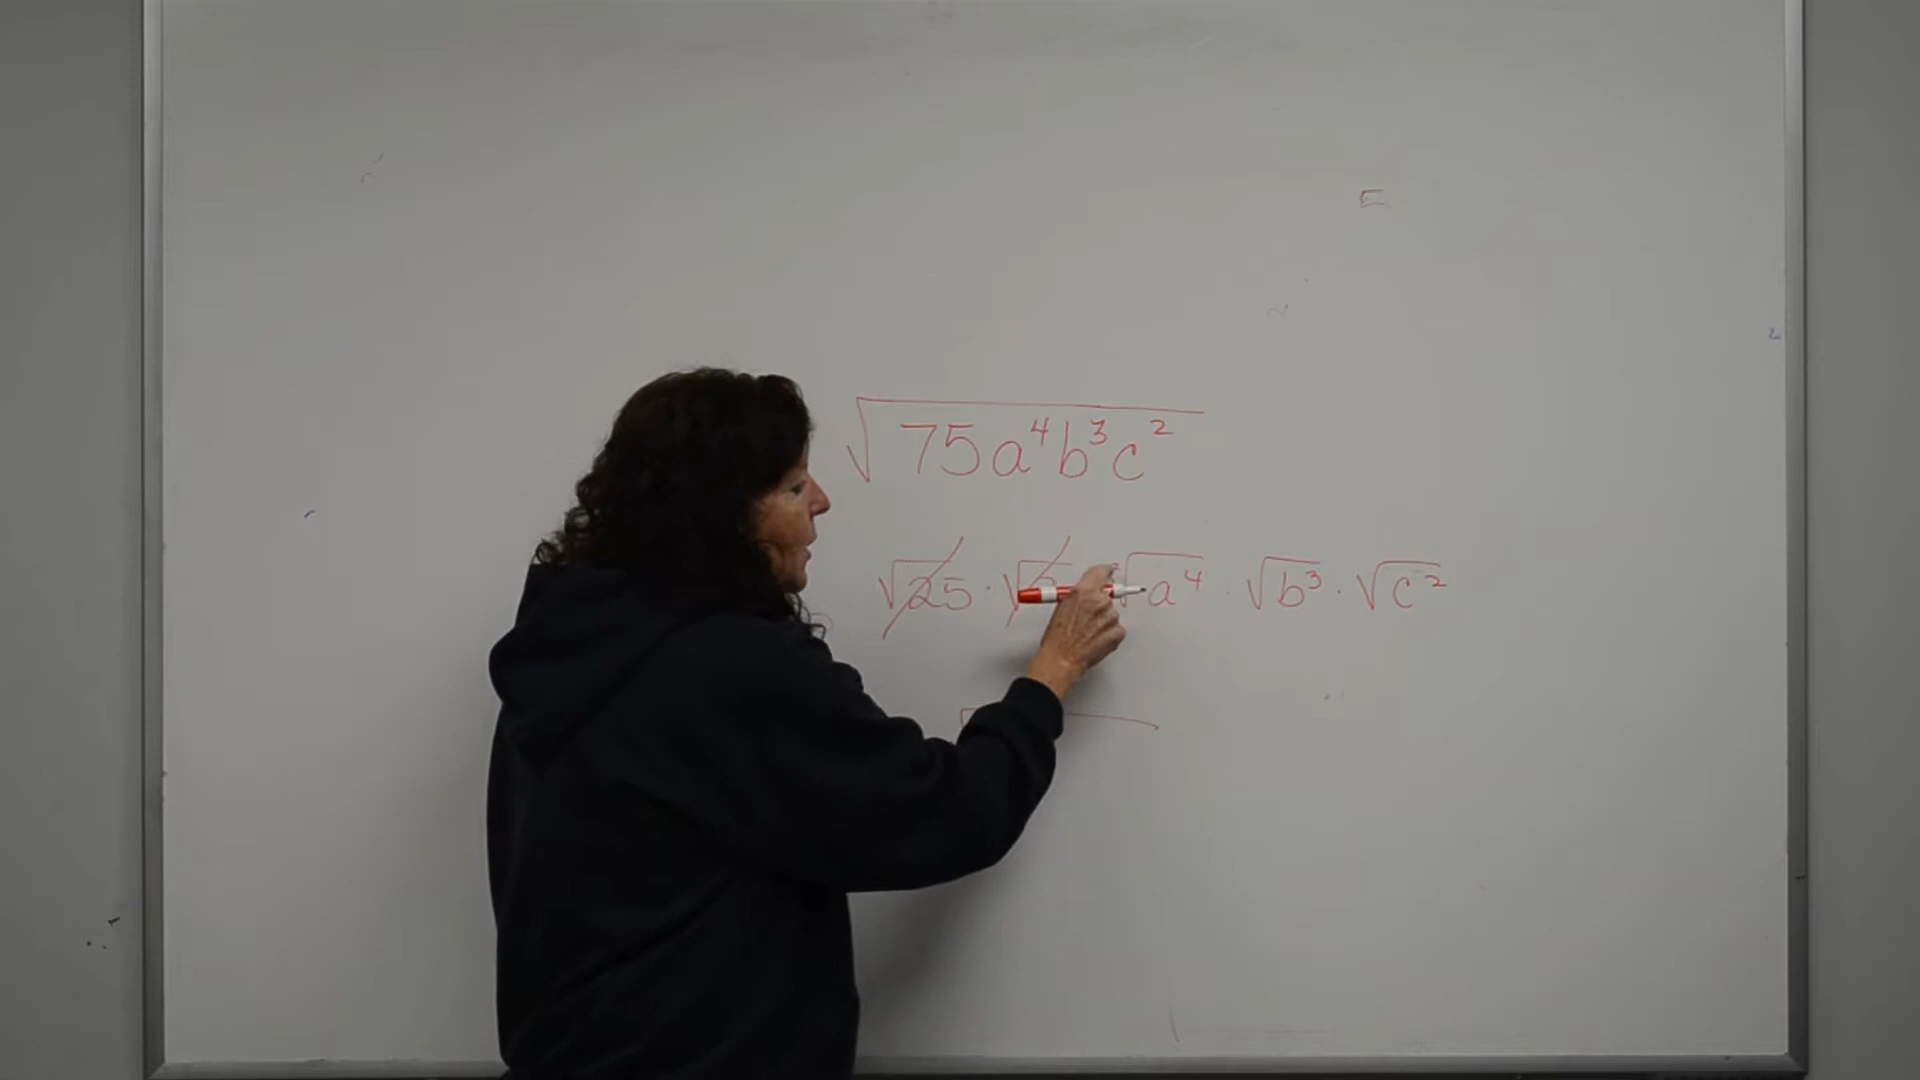 √75a⁴b³c²
√25 · √3 · √a⁴ · √b³ · √c²